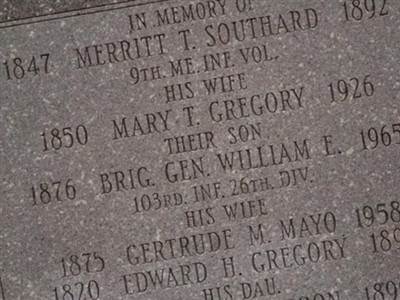 IN MEMORY OF
1847 MERRITT T. SOUTHARD 1892
9TH. ME. INF. VOL.
HIS WIFE
1850 MARY T. GREGORY 1926
THEIR SON
1876 BRIG. GEN. WILLIAM E. 1965
103RD. INF. 26TH. DIV.
HIS WIFE
1875 GERTRUDE M. MAYO 1958
1820 EDWARD H. GREGORY
HIS DAU.